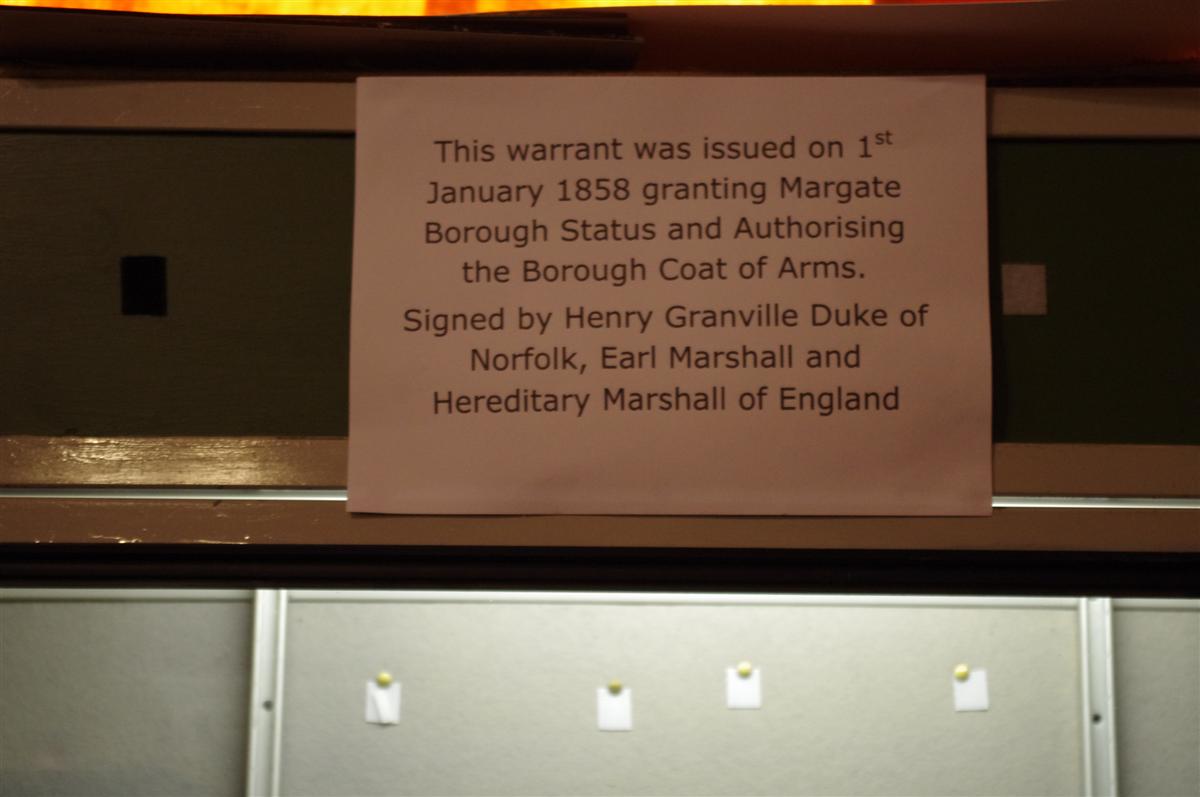 This warrant was issued on 1st
January 1858 granting Margate
Borough Status and Authorising
the Borough Coat of Arms.
Signed by Henry Granville Duke of
Norfolk, Earl Marshall and
Hereditary Marshall of England